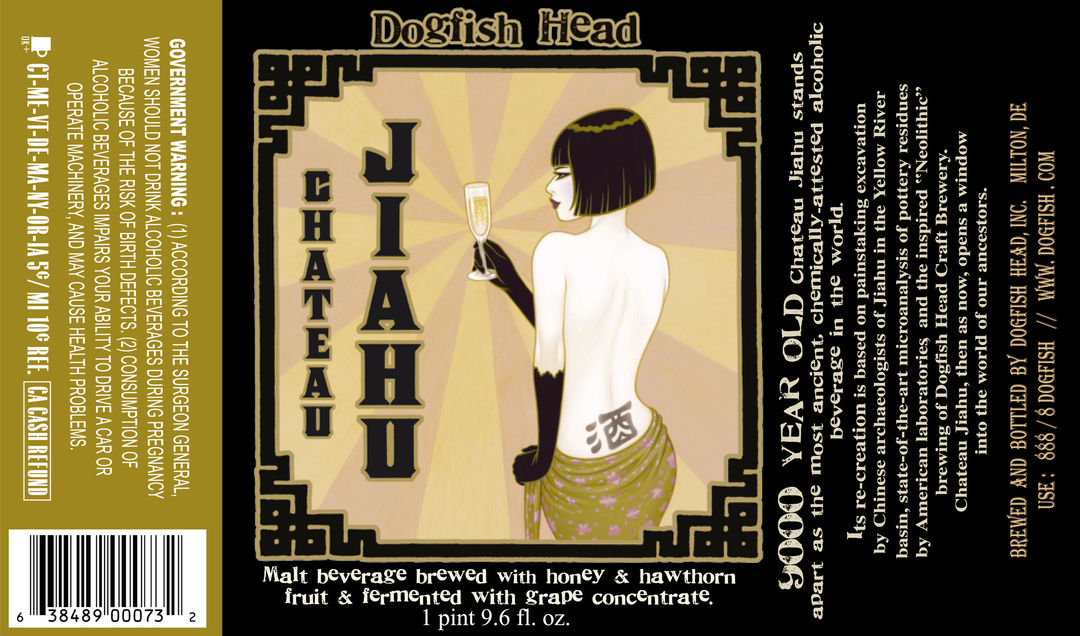 GOVERNMENT WARNING: (1) ACCORDING TO THE SURGEON GENERAL,
WOMEN SHOULD NOT DRINK ALCOHOLIC BEVERAGES DURING PREGNANCY
BECAUSE OF THE RISK OF BIRTH DEFECTS. (2) CONSUMPTION OF
ALCOHOLIC BEVERAGES IMPAIRS YOUR ABILITY TO DRIVE A CAR OR
OPERATE MACHINERY, AND MAY CAUSE HEALTH PROBLEMS.
CT-ME-VT-DE-MA-NY-OR-IA 5¢/ MI 10¢ REF. CA CASH REFUND
OK+
6 38489 00073 2
Dogfish Head
CHATEAU
JIAHU
酒
Malt beverage brewed with honey & hawthorn
fruit & fermented with grape concentrate.
1 pint 9.6 fl. oz.
9000 YEAR OLD Chateau Jiahu stands
apart as the most ancient, chemically-attested alcoholic
beverage in the world.
Its re-creation is based on painstaking excavation
by Chinese archaeologists of Jiahu in the Yellow River
basin, state-of-the-art microanalysis of pottery residues
by American laboratories, and the inspired "Neolithic"
brewing of Dogfish Head Craft Brewery.
Chateau Jiahu, then as now, opens a window
into the world of our ancestors.
BREWED AND BOTTLED BY DOGFISH HEAD, INC. MILTON, DE
USE: 888/8 DOGFISH // WWW.DOGFISH.COM